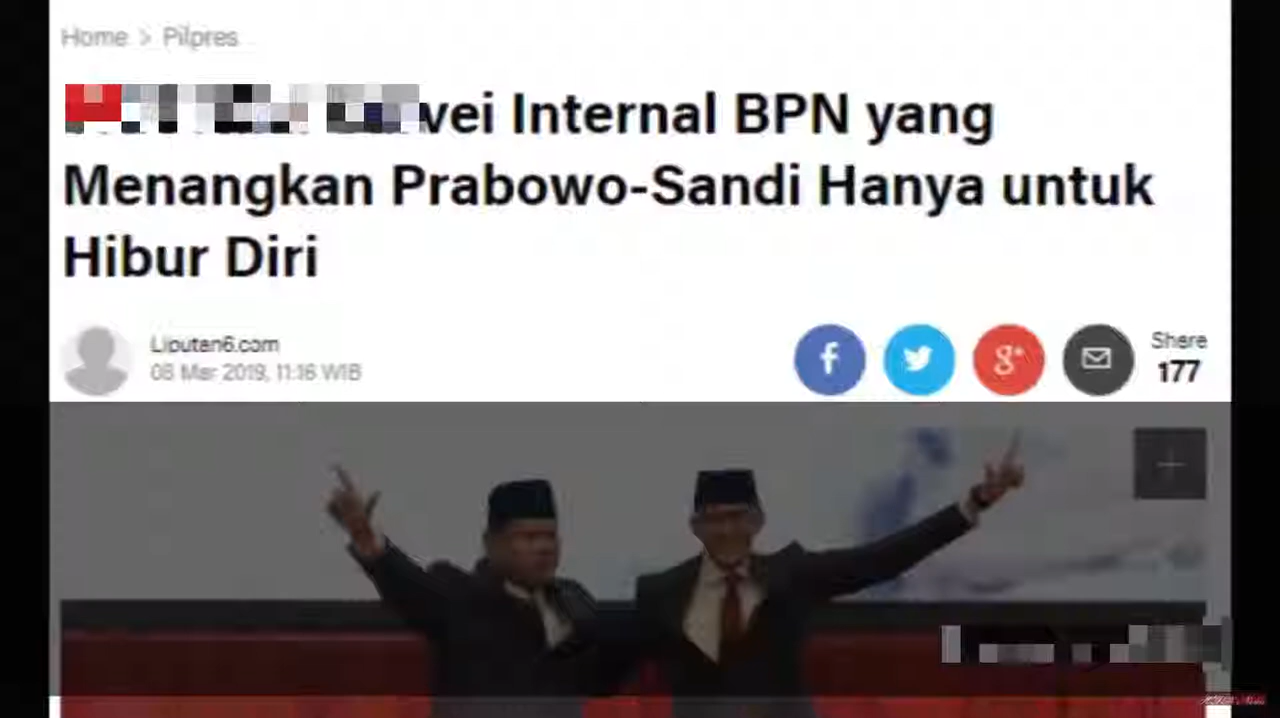 Home > Pilpres
Internal BPN yang
Menangkan Prabowo-Sandi Hanya untuk
Hibur Diri
Liputan6.com
08 Mar 2019, 11:16 WIB
Share
177